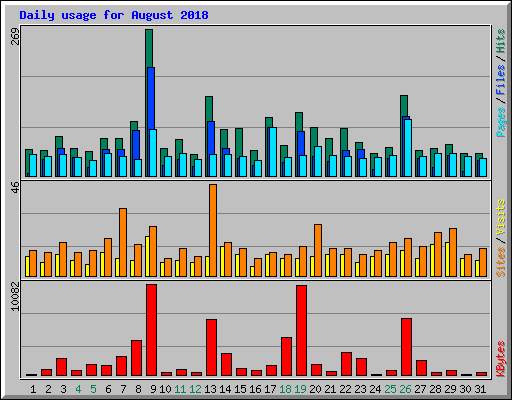 Daily usage for August 2018
269
Pages / Files / Hits
46
Sites / Visits
10082
KBytes
1 2 3 4 5 6 7 8 9 10 11 12 13 14 15 16 17 18 19 20 21 22 23 24 25 26 27 28 29 30 31